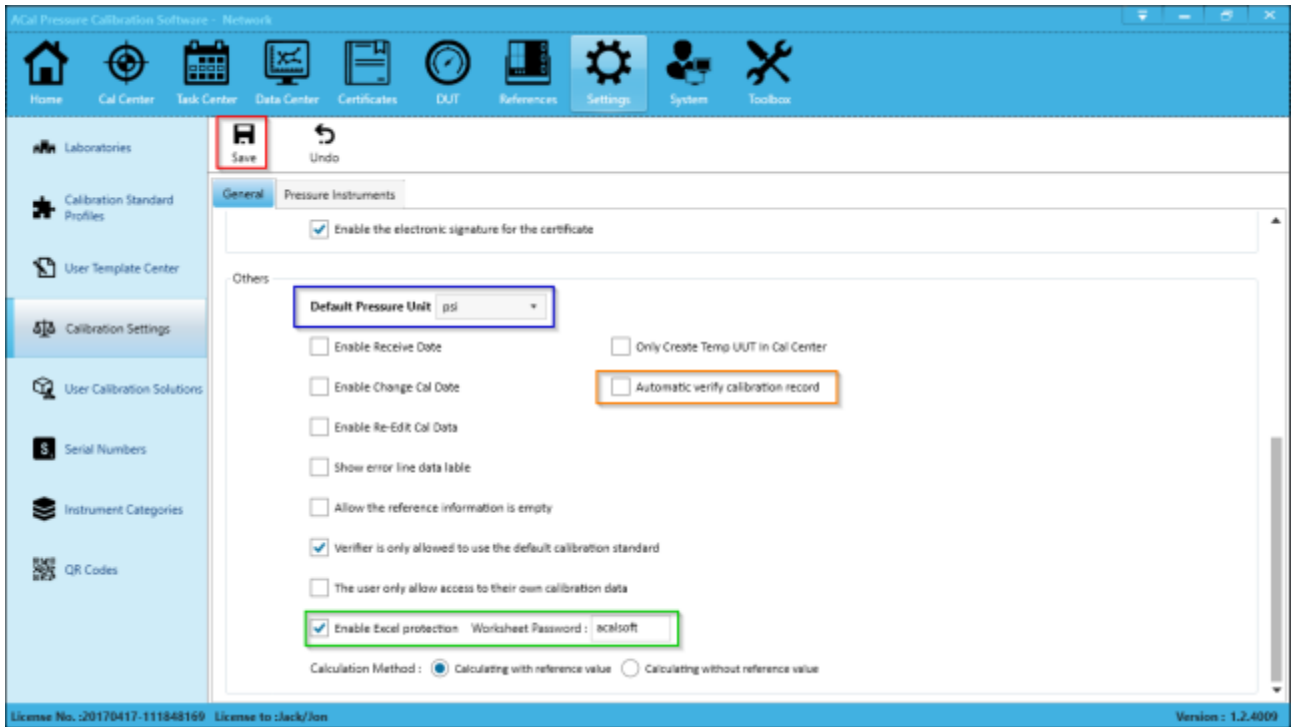 ACal Pressure Calibration Software - Network
Home Cal Center Task Center Data Center Certificates DUT References Settings System Toolbox
Save Undo
Laboratories
Calibration Standard
Profiles
User Template Center
Calibration Settings
User Calibration Solutions
Serial Numbers
Instrument Categories
QR Codes
General Pressure Instruments
Enable the electronic signature for the certificate
Others
Default Pressure Unit psi
Enable Receive Date Only Create Temp UUT in Cal Center
Enable Change Cal Date Automatic verify calibration record
Enable Re-Edit Cal Data
Show error line data lable
Allow the reference information is empty
Verifier is only allowed to use the default calibration standard
The user only allow access to their own calibration data
Enable Excel protection Worksheet Password : acalsoft
Calculation Method : Calculating with reference value Calculating without reference value
License No. :20170417-111848169 License to :Jack/Jon Version : 1.2.4009